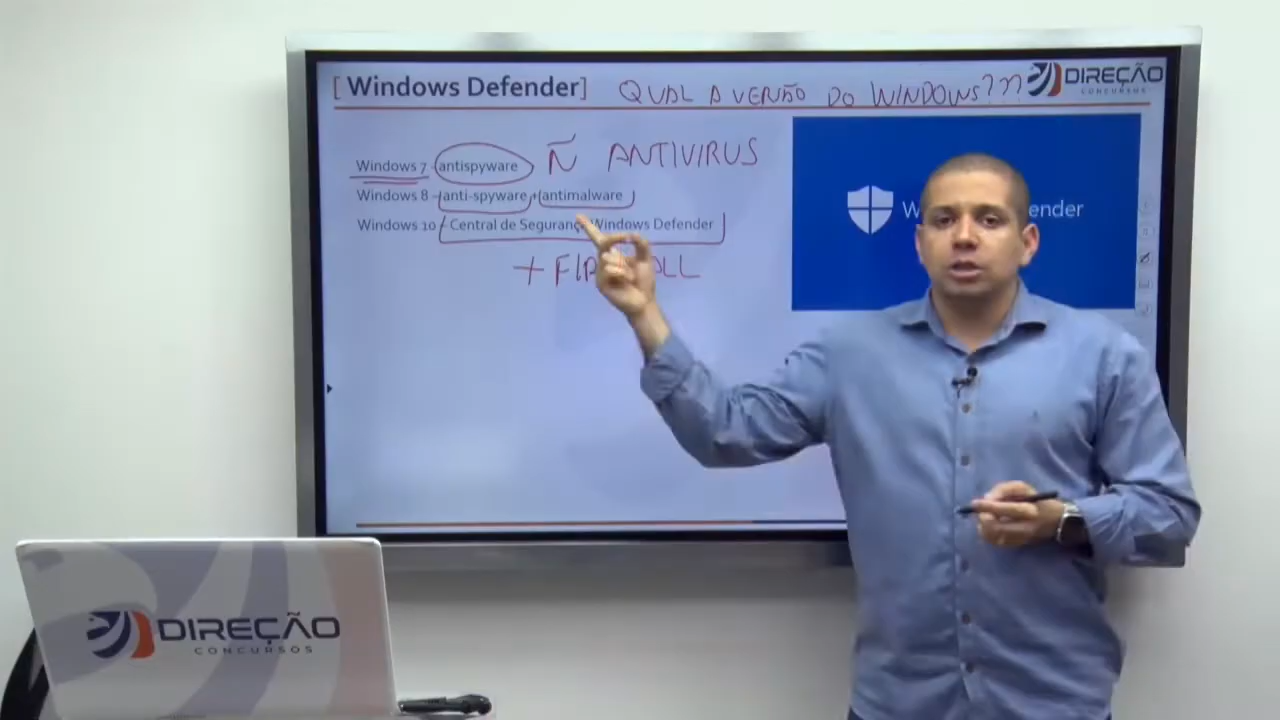 [ Windows Defender] QUAL A VERSÃO DO WINDOWS???
DIREÇÃO
CONCURSOS
Windows 7 - antispyware Ñ ANTIVIRUS
Windows 8 - anti-spyware + antimalware
Windows 10 - Central de Segurança Windows Defender
+
W ender
DIREÇÃO
CONCURSOS